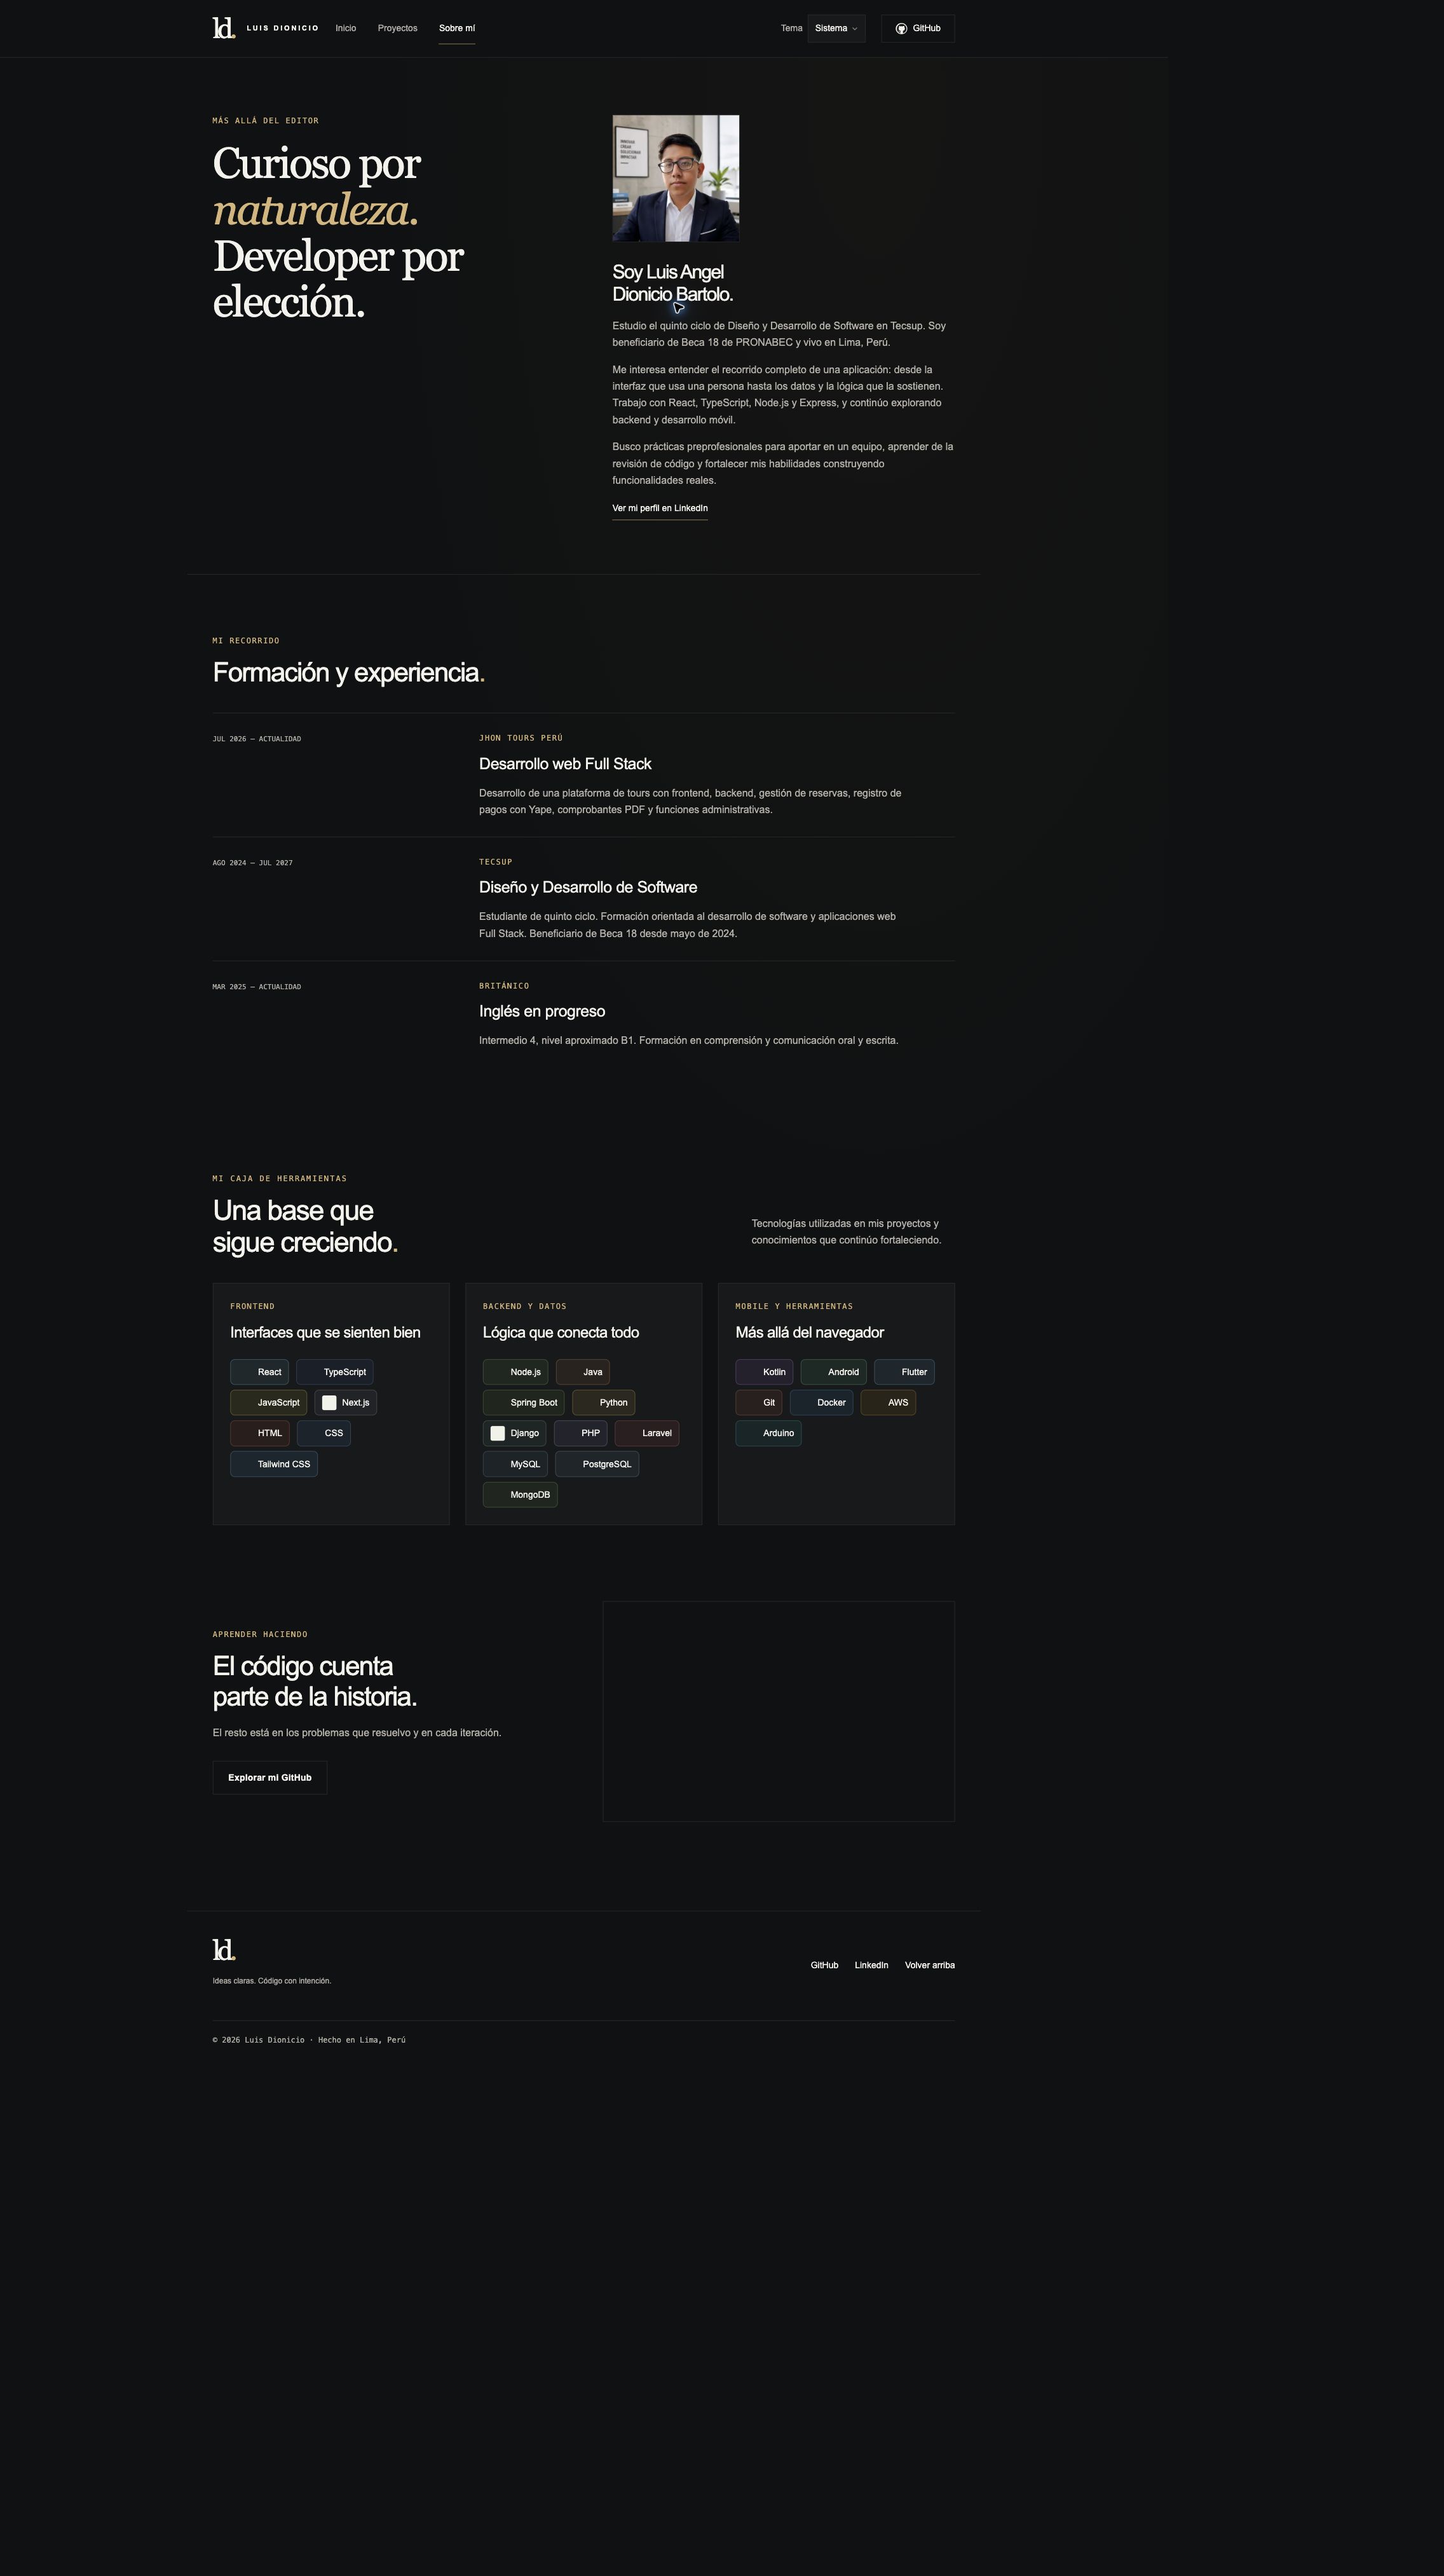 ld.
LUIS DIONICIO
Inicio
Proyectos
Sobre mí
Tema
Sistema
GitHub
MÁS ALLÁ DEL EDITOR
Curioso por
naturaleza.
Developer por
elección.
Soy Luis Angel
Dionicio Bartolo.
Estudio el quinto ciclo de Diseño y Desarrollo de Software en Tecsup. Soy
beneficiario de Beca 18 de PRONABEC y vivo en Lima, Perú.
Me interesa entender el recorrido completo de una aplicación: desde la
interfaz que usa una persona hasta los datos y la lógica que la sostienen.
Trabajo con React, TypeScript, Node.js y Express, y continúo explorando
backend y desarrollo móvil.
Busco prácticas preprofesionales para aportar en un equipo, aprender de la
revisión de código y fortalecer mis habilidades construyendo
funcionalidades reales.
Ver mi perfil en LinkedIn
MI RECORRIDO
Formación y experiencia.
JUL 2026 — ACTUALIDAD
JHON TOURS PERÚ
Desarrollo web Full Stack
Desarrollo de una plataforma de tours con frontend, backend, gestión de reservas, registro de
pagos con Yape, comprobantes PDF y funciones administrativas.
AGO 2024 — JUL 2027
TECSUP
Diseño y Desarrollo de Software
Estudiante de quinto ciclo. Formación orientada al desarrollo de software y aplicaciones web
Full Stack. Beneficiario de Beca 18 desde mayo de 2024.
MAR 2025 — ACTUALIDAD
BRITÁNICO
Inglés en progreso
Intermedio 4, nivel aproximado B1. Formación en comprensión y comunicación oral y escrita.
MI CAJA DE HERRAMIENTAS
Una base que
sigue creciendo.
Tecnologías utilizadas en mis proyectos y
conocimientos que continúo fortaleciendo.
FRONTEND
Interfaces que se sienten bien
React
TypeScript
JavaScript
Next.js
HTML
CSS
Tailwind CSS
BACKEND Y DATOS
Lógica que conecta todo
Node.js
Java
Spring Boot
Python
Django
PHP
Laravel
MySQL
PostgreSQL
MongoDB
MOBILE Y HERRAMIENTAS
Más allá del navegador
Kotlin
Android
Flutter
Git
Docker
AWS
Arduino
APRENDER HACIENDO
El código cuenta
parte de la historia.
El resto está en los problemas que resuelvo y en cada iteración.
Explorar mi GitHub
ld.
Ideas claras. Código con intención.
GitHub
LinkedIn
Volver arriba
© 2026 Luis Dionicio · Hecho en Lima, Perú